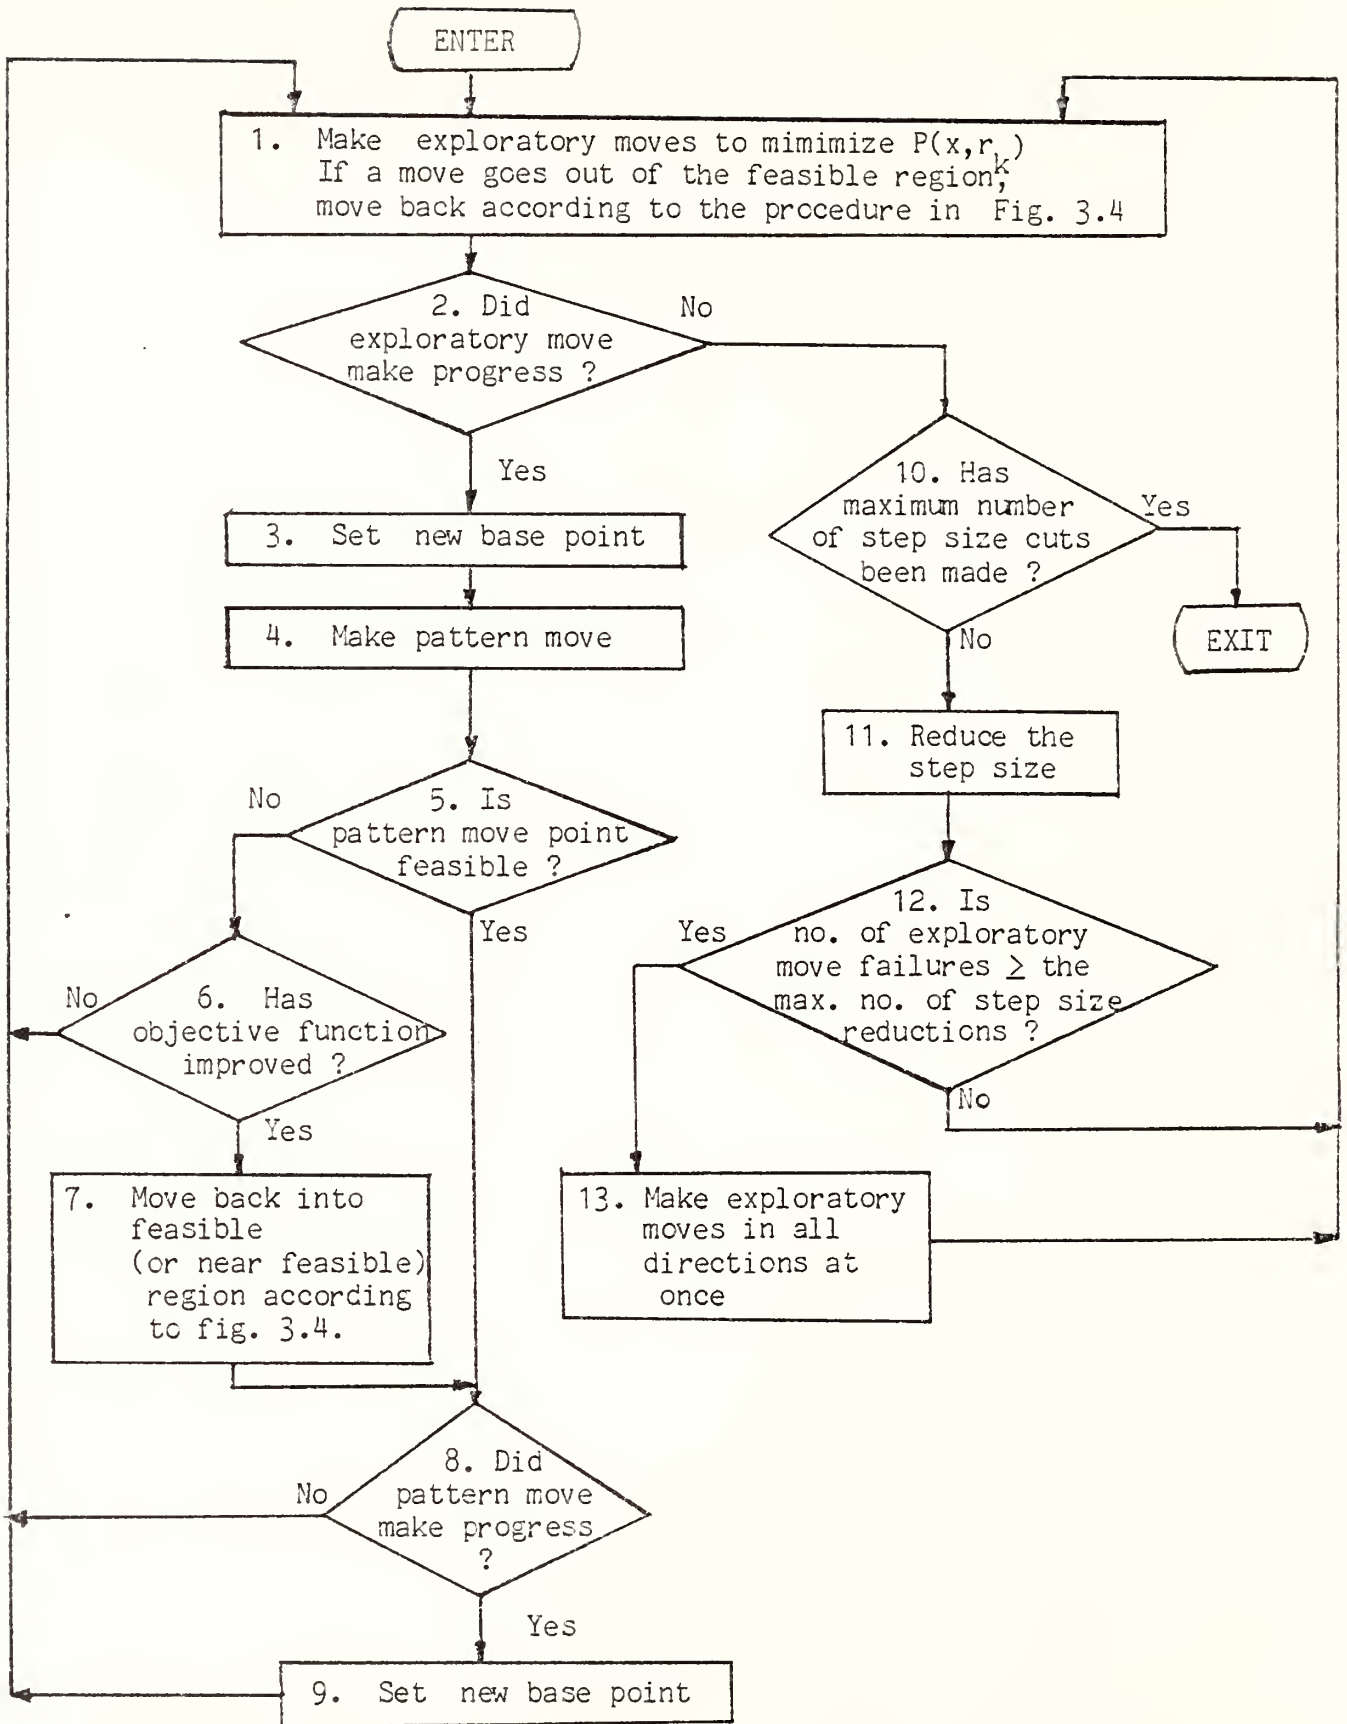 ENTER
1. Make exploratory moves to mimimize P(x,r_k)
If a move goes out of the feasible region,
move back according to the procedure in Fig. 3.4
2. Did
exploratory move
make progress ?
No
Yes
3. Set new base point
4. Make pattern move
5. Is
pattern move point
feasible ?
No
Yes
6. Has
objective function
improved ?
No
Yes
7. Move back into
feasible
(or near feasible)
region according
to fig. 3.4.
8. Did
pattern move
make progress
?
No
Yes
9. Set new base point
10. Has
maximum number
of step size cuts
been made ?
Yes
No
EXIT
11. Reduce the
step size
12. Is
no. of exploratory
move failures ≥ the
max. no. of step size
reductions ?
Yes
No
13. Make exploratory
moves in all
directions at
once